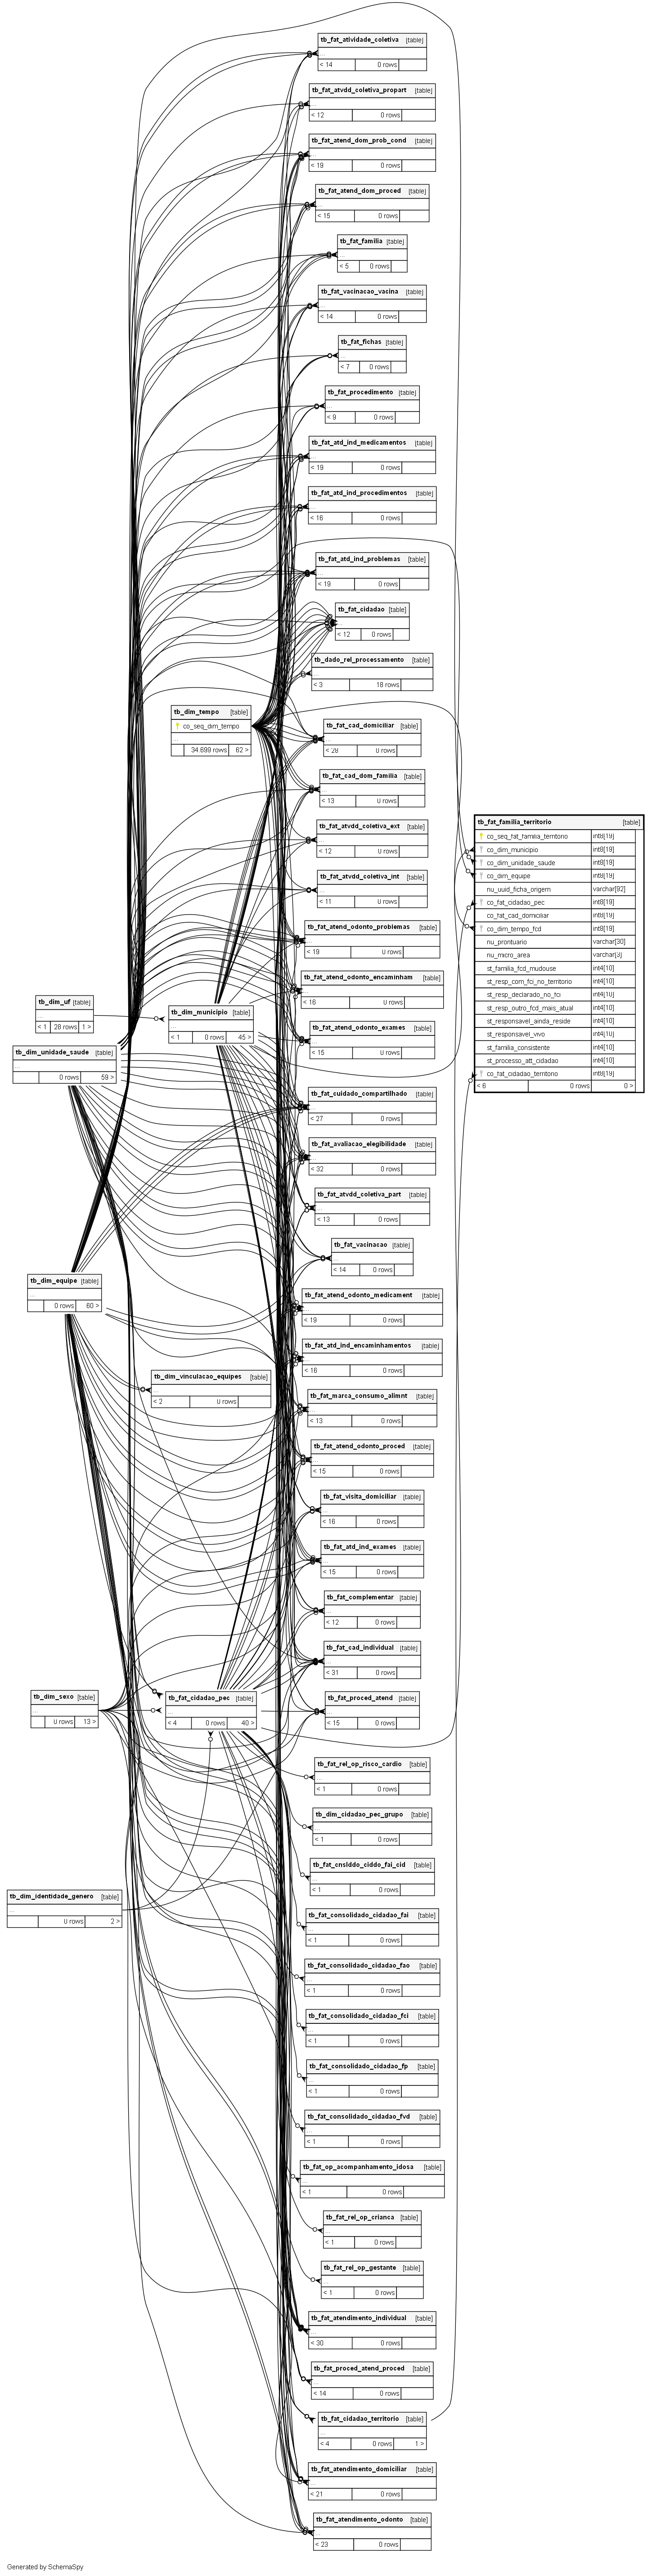 tb_fat_atividade_coletiva [table]
...
< 14 0 rows
tb_fat_atvdd_coletiva_propart [table]
...
< 12 0 rows
tb_fat_atend_dom_prob_cond [table]
...
< 19 0 rows
tb_fat_atend_dom_proced [table]
...
< 15 0 rows
tb_fat_familia [table]
...
< 5 0 rows
tb_fat_vacinacao_vacina [table]
...
< 14 0 rows
tb_fat_fichas [table]
...
< 7 0 rows
tb_fat_procedimento [table]
...
< 9 0 rows
tb_fat_atd_ind_medicamentos [table]
...
< 19 0 rows
tb_fat_atd_ind_procedimentos [table]
...
< 16 0 rows
tb_fat_atd_ind_problemas [table]
...
< 19 0 rows
tb_fat_cidadao [table]
...
< 12 0 rows
tb_dado_rel_processamento [table]
...
< 3 18 rows
tb_dim_tempo [table]
co_seq_dim_tempo
...
34.699 rows 62 >
tb_fat_cad_domiciliar [table]
...
< 28 0 rows
tb_fat_cad_dom_familia [table]
...
< 13 0 rows
tb_fat_atvdd_coletiva_ext [table]
...
< 12 0 rows
tb_fat_atvdd_coletiva_int [table]
...
< 11 0 rows
tb_fat_atend_odonto_problemas [table]
...
< 19 0 rows
tb_fat_atend_odonto_encaminham [table]
...
< 16 0 rows
tb_fat_familia_territorio [table]
co_seq_fat_familia_territorio int8[19]
co_dim_municipio int8[19]
co_dim_unidade_saude int8[19]
co_dim_equipe int8[19]
nu_uuid_ficha_origem varchar[92]
co_fat_cidadao_pec int8[19]
co_fat_cad_domiciliar int8[19]
co_dim_tempo_fcd int8[19]
nu_prontuario varchar[30]
nu_micro_area varchar[3]
st_familia_fcd_mudouse int4[10]
st_resp_com_fci_no_territorio int4[10]
st_resp_declarado_no_fci int4[10]
st_resp_outro_fcd_mais_atual int4[10]
st_responsavel_ainda_reside int4[10]
st_responsavel_vivo int4[10]
st_familia_consistente int4[10]
st_processo_att_cidadao int4[10]
co_fat_cidadao_territorio int8[19]
< 6 0 rows 0 >
tb_dim_uf [table]
...
< 1 28 rows 1 >
tb_dim_municipio [table]
...
< 1 0 rows 45 >
tb_fat_atend_odonto_exames [table]
...
< 15 0 rows
tb_dim_unidade_saude [table]
...
0 rows 59 >
tb_fat_cuidado_compartilhado [table]
...
< 27 0 rows
tb_fat_avaliacao_elegibilidade [table]
...
< 32 0 rows
tb_fat_atvdd_coletiva_part [table]
...
< 13 0 rows
tb_fat_vacinacao [table]
...
< 14 0 rows
tb_dim_equipe [table]
...
0 rows 60 >
tb_fat_atend_odonto_medicament [table]
...
< 19 0 rows
tb_fat_atd_ind_encaminhamentos [table]
...
< 16 0 rows
tb_dim_vinculacao_equipes [table]
...
< 2 0 rows
tb_fat_marca_consumo_alimnt [table]
...
< 13 0 rows
tb_fat_atend_odonto_proced [table]
...
< 15 0 rows
tb_fat_visita_domiciliar [table]
...
< 16 0 rows
tb_fat_atd_ind_exames [table]
...
< 15 0 rows
tb_fat_complementar [table]
...
< 12 0 rows
tb_fat_cad_individual [table]
...
< 31 0 rows
tb_dim_sexo [table]
...
0 rows 13 >
tb_fat_cidadao_pec [table]
...
< 4 0 rows 40 >
tb_fat_proced_atend [table]
...
< 15 0 rows
tb_fat_rel_op_risco_cardio [table]
...
< 1 0 rows
tb_dim_cidadao_pec_grupo [table]
...
< 1 0 rows
tb_fat_cnslddo_ciddo_fai_cid [table]
...
< 1 0 rows
tb_dim_identidade_genero [table]
...
0 rows 2 >
tb_fat_consolidado_cidadao_fai [table]
...
< 1 0 rows
tb_fat_consolidado_cidadao_fao [table]
...
< 1 0 rows
tb_fat_consolidado_cidadao_fci [table]
...
< 1 0 rows
tb_fat_consolidado_cidadao_fp [table]
...
< 1 0 rows
tb_fat_consolidado_cidadao_fvd [table]
...
< 1 0 rows
tb_fat_op_acompanhamento_idosa [table]
...
< 1 0 rows
tb_fat_rel_op_crianca [table]
...
< 1 0 rows
tb_fat_rel_op_gestante [table]
...
< 1 0 rows
tb_fat_atendimento_individual [table]
...
< 30 0 rows
tb_fat_proced_atend_proced [table]
...
< 14 0 rows
tb_fat_cidadao_territorio [table]
...
< 4 0 rows 1 >
tb_fat_atendimento_domiciliar [table]
...
< 21 0 rows
tb_fat_atendimento_odonto [table]
...
< 23 0 rows
Generated by SchemaSpy